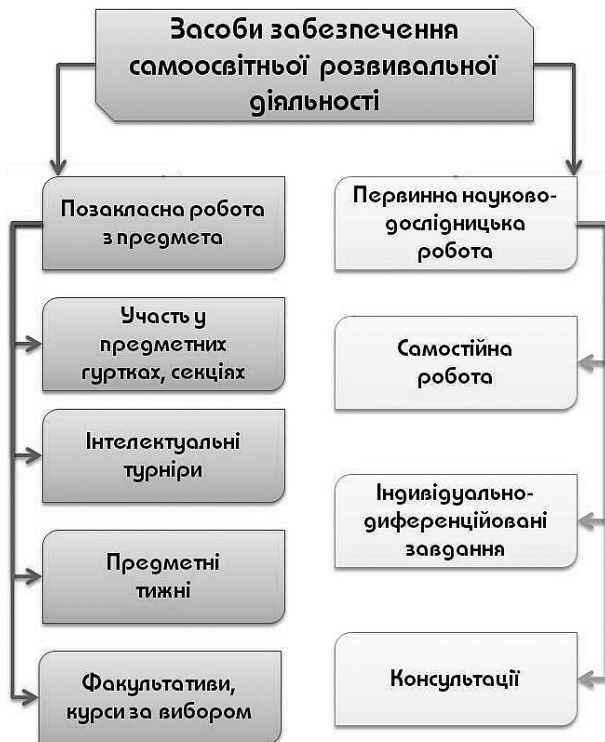 Засоби забезпечення
самоосвітньої розвивальної
діяльності
Позакласна робота
з предмета
Участь у
предметних
гуртках, секціях
Інтелектуальні
турніри
Предметні
тижні
Факультативи,
курси за вибором
Первинна науково-
дослідницька
робота
Самостійна
робота
Індивідуально-
диференційовані
завдання
Консультації